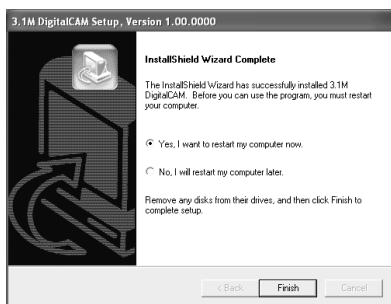 3.1M DigitalCAM Setup, Version 1.00.0000
InstallShield Wizard Complete
The InstallShield Wizard has successfully installed 3.1M
DigitalCAM. Before you can use the program, you must restart
your computer.
Yes, I want to restart my computer now.
No, I will restart my computer later.
Remove any disks from their drives, and then click Finish to
complete setup.
< Back Finish Cancel